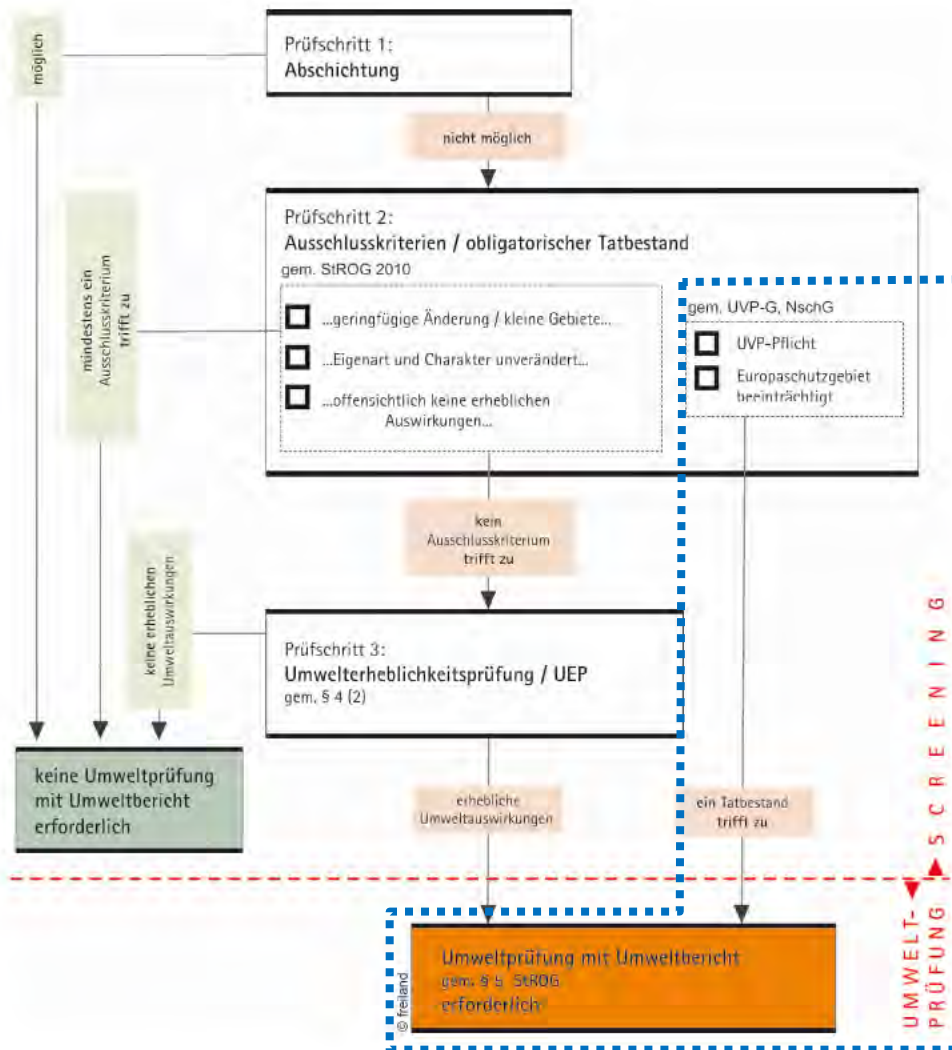 möglich
Prüfschritt 1:
Abschichtung
nicht möglich
Prüfschritt 2:
Ausschlusskriterien / obligatorischer Tatbestand
gem. StROG 2010
...geringfügige Änderung / kleine Gebiete...
...Eigenart und Charakter unverändert...
...offensichtlich keine erheblichen
Auswirkungen...
gem. UVP-G, NschG
UVP-Pflicht
Europaschutzgebiet
beeinträchtigt
mindestens ein
Ausschlusskriterium
trifft zu
kein
Ausschlusskriterium
trifft zu
keine erheblichen
Umweltauswirkungen
Prüfschritt 3:
Umwelterheblichkeitsprüfung / UEP
gem. § 4 (2)
keine Umweltprüfung
mit Umweltbericht
erforderlich
erhebliche
Umweltauswirkungen
ein Tatbestand
trifft zu
SCREENING
UMWELT-
PRÜFUNG
Umweltprüfung mit Umweltbericht
gem. § 5 StROG
erforderlich
© freiland